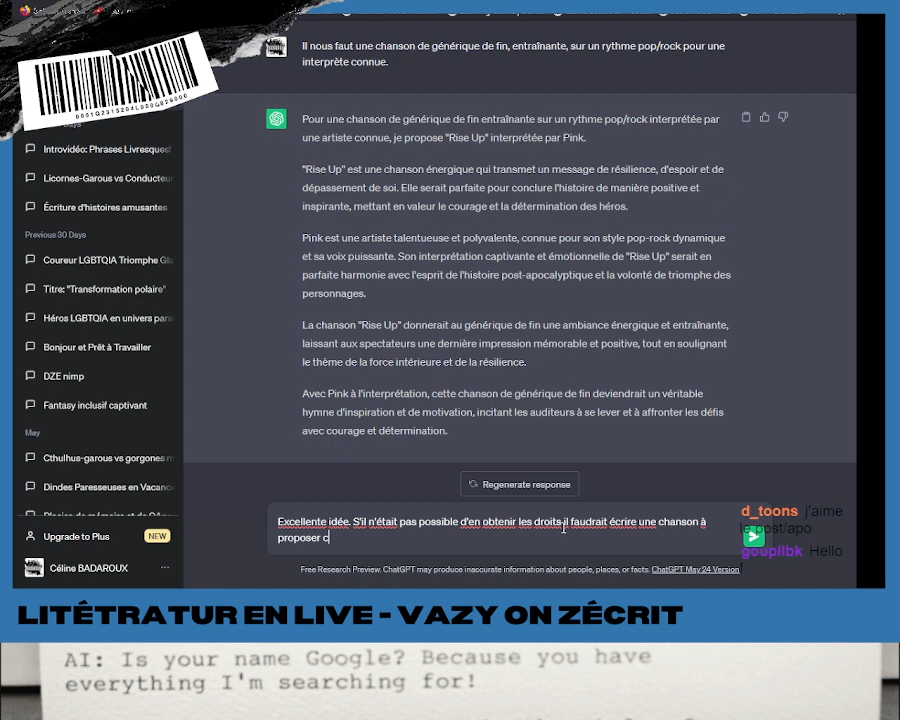 Il nous faut une chanson de générique de fin, entraînante, sur un rythme pop/rock pour une
interprète connue.
Pour une chanson de générique de fin entraînante sur un rythme pop/rock interprétée par
une artiste connue, je propose "Rise Up" interprétée par Pink.
"Rise Up" est une chanson énergique qui transmet un message de résilience, d'espoir et de
dépassement de soi. Elle serait parfaite pour conclure l'histoire de manière positive et
inspirante, mettant en valeur le courage et la détermination des héros.
Pink est une artiste talentueuse et polyvalente, connue pour son style pop-rock dynamique
et sa voix puissante. Son interprétation captivante et émotionnelle de "Rise Up" serait en
parfaite harmonie avec l'esprit de l'histoire post-apocalyptique et la volonté de triomphe des
personnages.
La chanson "Rise Up" donnerait au générique de fin une ambiance énergique et entraînante,
laissant aux spectateurs une dernière impression mémorable et positive, tout en soulignant
le thème de la force intérieure et de la résilience.
Avec Pink à l'interprétation, cette chanson de générique de fin deviendrait un véritable
hymne d'inspiration et de motivation, incitant les auditeurs à se lever et à affronter les défis
avec courage et détermination.
Days
Introvidéo: Phrases Livresques!
Licornes-Garous vs Conducteur
Écriture d'histoires amusantes
Previous 30 Days
Coureur LGBTQIA Triomphe Gla
Titre: "Transformation polaire"
Héros LGBTQIA en univers para
Bonjour et Prêt à Travailler
DZE nimp
Fantasy inclusif captivant
May
Cthulhus-garous vs gorgones m
Dindes Paresseuses en Vacanc
Upgrade to Plus
NEW
Céline BADAROUX
Regenerate response
Excellente idée. S'il n'était pas possible d'en obtenir les droits il faudrait écrire une chanson à
proposer c
Free Research Preview. ChatGPT may produce inaccurate information about people, places, or facts. ChatGPT May 24 Version
d_toons j'aime
le post/apo
goupilbk Hello
!
LITÉTRATUR EN LIVE - VAZY ON ZÉCRIT
AI: Is your name Google? Because you have
everything I'm searching for!